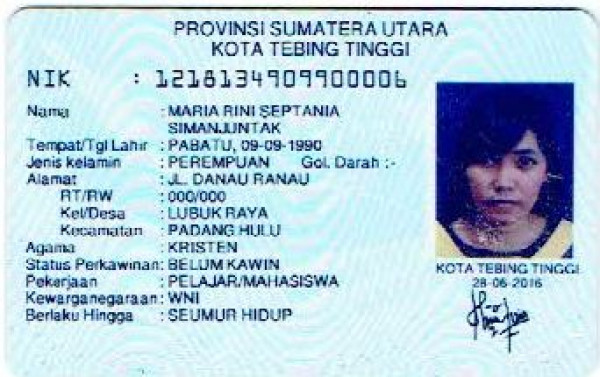 PROVINSI SUMATERA UTARA
KOTA TEBING TINGGI
NIK : 1218134909900006
Nama : MARIA RINI SEPTANIA
SIMANJUNTAK
Tempat/Tgl Lahir : PABATU, 09-09-1990
Jenis kelamin : PEREMPUAN Gol. Darah :-
Alamat : JL. DANAU RANAU
RT/RW : 000/000
Kel/Desa : LUBUK RAYA
Kecamatan : PADANG HULU
Agama : KRISTEN
Status Perkawinan: BELUM KAWIN
Pekerjaan : PELAJAR/MAHASISWA
Kewarganegaraan: WNI
Berlaku Hingga : SEUMUR HIDUP
KOTA TEBING TINGGI
28-06-2016